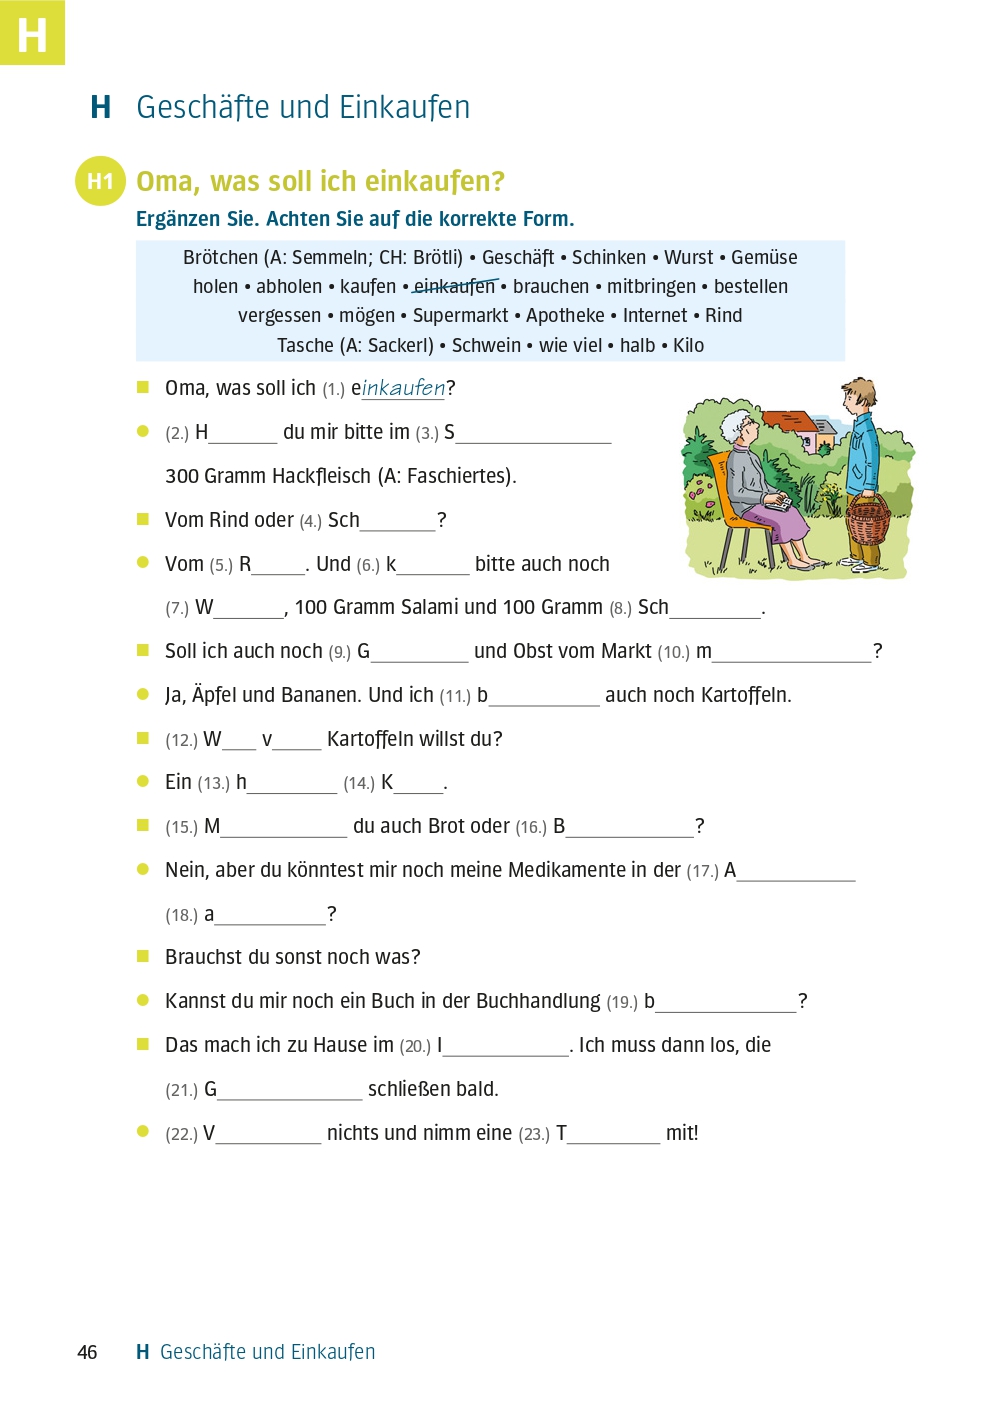 H
H Geschäfte und Einkaufen
H1 Oma, was soll ich einkaufen?
Ergänzen Sie. Achten Sie auf die korrekte Form.
Brötchen (A: Semmeln; CH: Brötli) • Geschäft • Schinken • Wurst • Gemüse
holen • abholen • kaufen • einkaufen • brauchen • mitbringen • bestellen
vergessen • mögen • Supermarkt • Apotheke • Internet • Rind
Tasche (A: Sackerl) • Schwein • wie viel • halb • Kilo
Oma, was soll ich (1.) einkaufen?
(2.) H_______ du mir bitte im (3.) S_______________
300 Gramm Hackfleisch (A: Faschiertes).
Vom Rind oder (4.) Sch_______?
Vom (5.) R_____. Und (6.) k_______ bitte auch noch
(7.) W_______, 100 Gramm Salami und 100 Gramm (8.) Sch_________.
Soll ich auch noch (9.) G_________ und Obst vom Markt (10.) m________________?
Ja, Äpfel und Bananen. Und ich (11.) b___________ auch noch Kartoffeln.
(12.) W___ v_____ Kartoffeln willst du?
Ein (13.) h_________ (14.) K_____.
(15.) M____________ du auch Brot oder (16.) B____________?
Nein, aber du könntest mir noch meine Medikamente in der (17.) A____________
(18.) a___________?
Brauchst du sonst noch was?
Kannst du mir noch ein Buch in der Buchhandlung (19.) b______________?
Das mach ich zu Hause im (20.) I____________. Ich muss dann los, die
(21.) G______________ schließen bald.
(22.) V__________ nichts und nimm eine (23.) T_________ mit!
46 H Geschäfte und Einkaufen